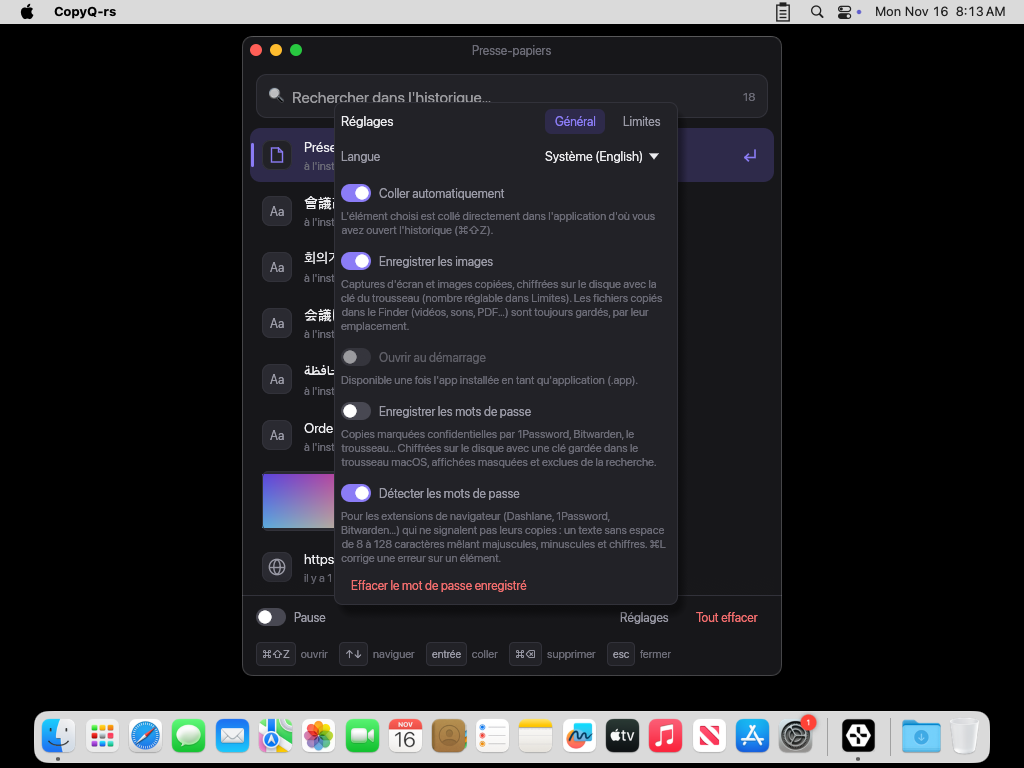 CopyQ-rs
Mon Nov 16 8:13 AM
Presse-papiers
Rechercher dans l'historique...
18
Réglages
Général
Limites
Langue
Système (English)
Coller automatiquement
L'élément choisi est collé directement dans l'application d'où vous
avez ouvert l'historique (⌘⇧Z).
Enregistrer les images
Captures d'écran et images copiées, chiffrées sur le disque avec la
clé du trousseau (nombre réglable dans Limites). Les fichiers copiés
dans le Finder (vidéos, sons, PDF...) sont toujours gardés, par leur
emplacement.
Ouvrir au démarrage
Disponible une fois l'app installée en tant qu'application (.app).
Enregistrer les mots de passe
Copies marquées confidentielles par 1Password, Bitwarden, le
trousseau... Chiffrées sur le disque avec une clé gardée dans le
trousseau macOS, affichées masquées et exclues de la recherche.
Détecter les mots de passe
Pour les extensions de navigateur (Dashlane, 1Password,
Bitwarden...) qui ne signalent pas leurs copies : un texte sans espace
de 8 à 128 caractères mêlant majuscules, minuscules et chiffres. ⌘L
corrige une erreur sur un élément.
Effacer le mot de passe enregistré
Prése
à l'inst
Aa
會議
à l'inst
Aa
회의
à l'inst
Aa
会議
à l'inst
Aa
حافظة
à l'inst
Aa
Orde
à l'inst
https
il y a 1
Pause
Réglages
Tout effacer
⌘⇧Z ouvrir
↑↓ naviguer
entrée coller
⌘⌫ supprimer
esc fermer
NOV
16
tv
1